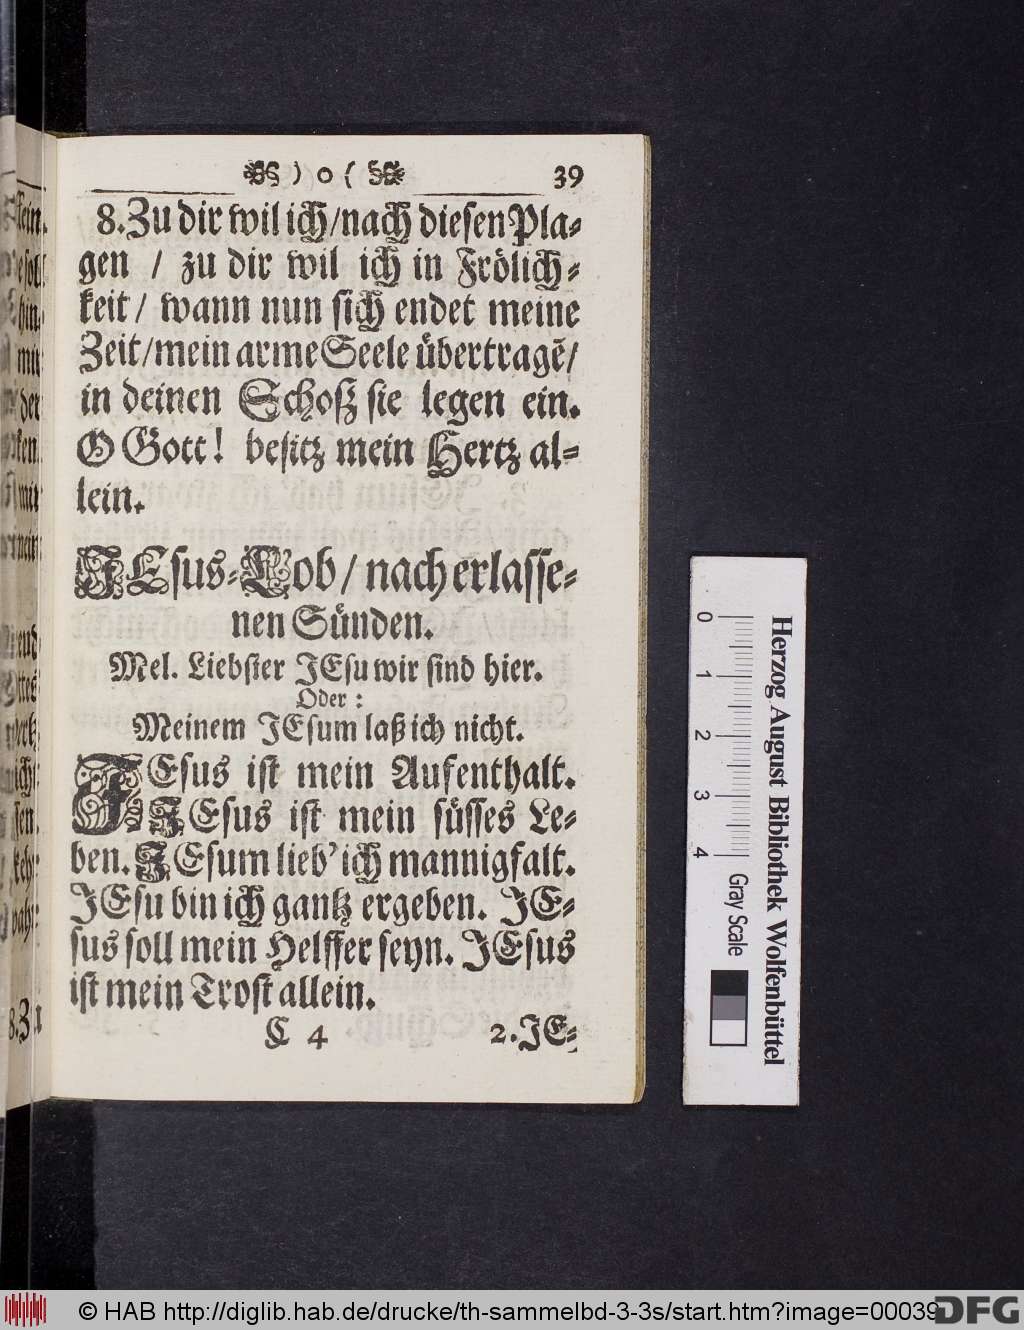 ) o ( 39
8. Zu dir wil ich/nach diesen Pla-
gen / zu dir wil ich in Frölich-
keit / wann nun sich endet meine
Zeit/mein arme Seele übertragē/
in deinen Schoß sie legen ein.
O Gott! besitz mein Hertz al-
lein.
JEsus-Lob / nach erlasse-
nen Sünden.
Mel. Liebster JEsu wir sind hier.
Oder:
Meinem JEsum laß ich nicht.
JEsus ist mein Aufenthalt.
JEsus ist mein süsses Le-
ben. JEsum lieb' ich mannigfalt.
JEsu bin ich gantz ergeben. JE-
sus soll mein Helffer seyn. JEsus
ist mein Trost allein.
C 4 2. JE-
0 1 2 3 4
Gray Scale
Herzog August Bibliothek Wolfenbüttel
© HAB http://diglib.hab.de/drucke/th-sammelbd-3-3s/start.htm?image=00039
DFG